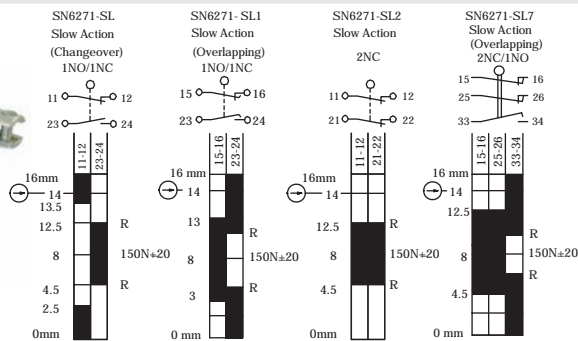 SN6271-SL
Slow Action
(Changeover)
1NO/1NC
11 12
23 24
11-12
23-24
16mm
14
13.5
12.5 R
8 150N+20
4.5 R
2.5
0mm
SN6271- SL1
Slow Action
(Overlapping)
1NO/1NC
15 16
23 24
15-16
23-24
16 mm
14
13
R
8 150N±20
R
3
0 mm
SN6271-SL2
Slow Action
2NC
11 12
21 22
11-12
21-22
16 mm
14
12.5 R
8 150N+20
4.5 R
0mm
SN6271-SL7
Slow Action
(Overlapping)
2NC/1NO
15 16
25 26
33 34
15-16
25-26
33-34
16 mm
14
12.5
R
8 150N±20
R
4.5
0 mm